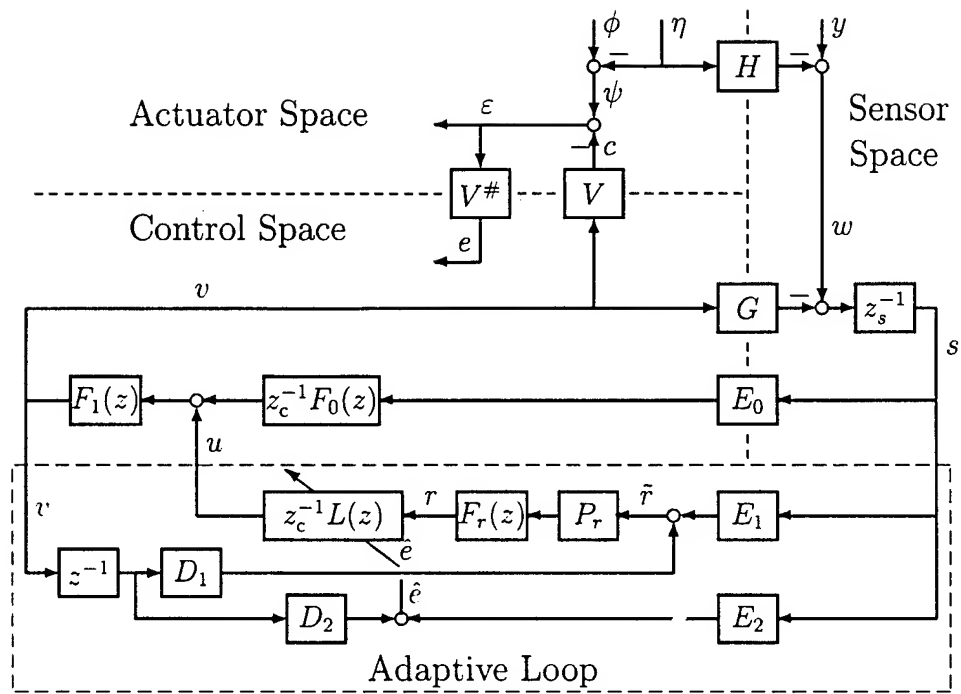 ϕ η y
− H −
ψ
Actuator Space ε Sensor
Space
− c
V^# V
Control Space
e w
v
G − z_s^{-1}
s
F_1(z) z_c^{-1}F_0(z) E_0
u
v z_c^{-1}L(z) r F_r(z) P_r r̃ E_1
ê
z^{-1} D_1
ê
D_2 E_2
Adaptive Loop